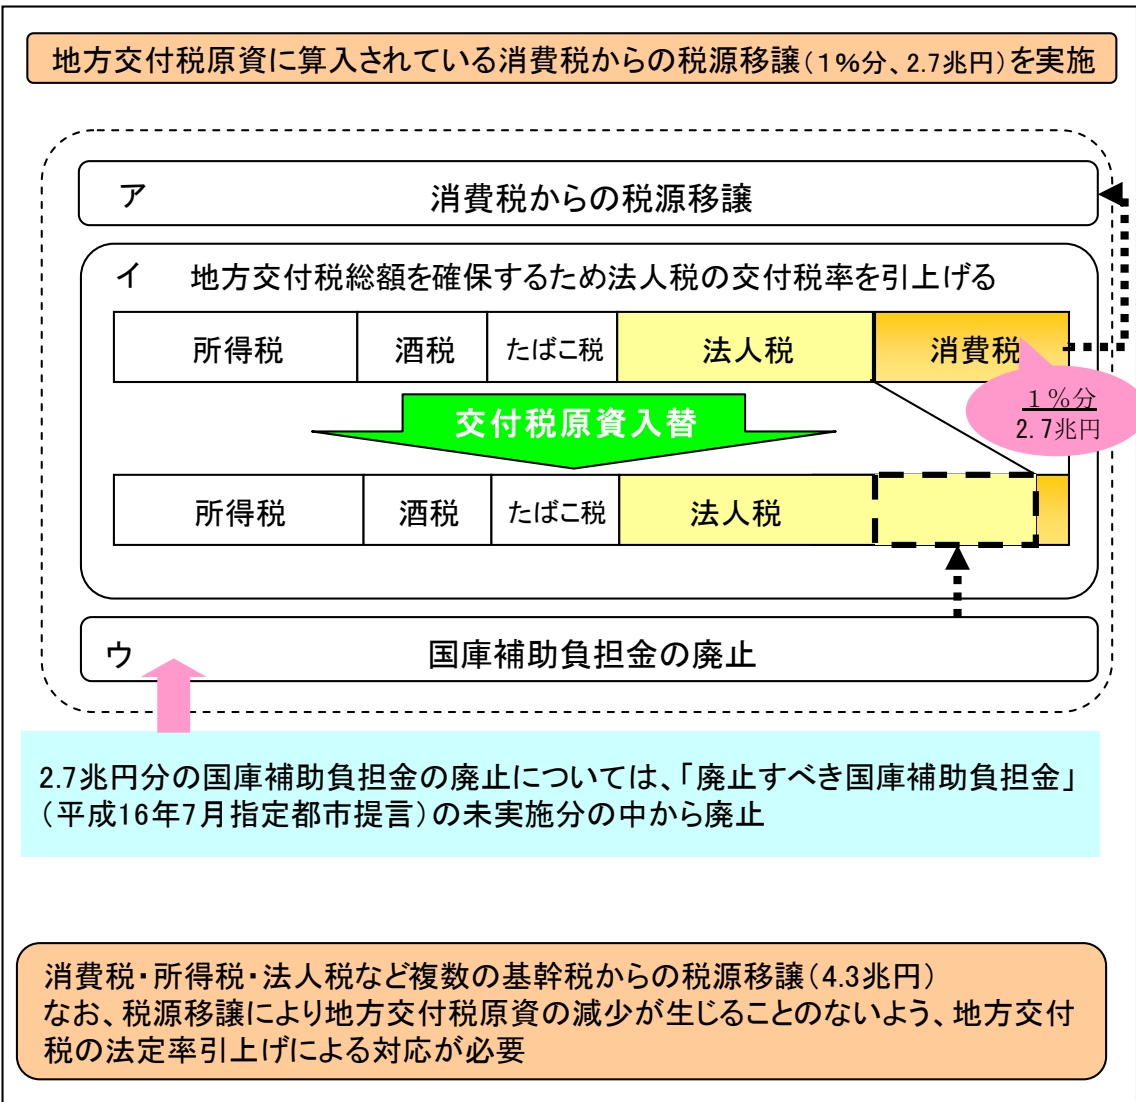 地方交付税原資に算入されている消費税からの税源移譲(1%分、2.7兆円)を実施
ア 消費税からの税源移譲
イ 地方交付税総額を確保するため法人税の交付税率を引上げる
所得税 酒税 たばこ税 法人税 消費税
1%分
2.7兆円
交付税原資入替
所得税 酒税 たばこ税 法人税
ウ 国庫補助負担金の廃止
2.7兆円分の国庫補助負担金の廃止については、「廃止すべき国庫補助負担金」
(平成16年7月指定都市提言)の未実施分の中から廃止
消費税・所得税・法人税など複数の基幹税からの税源移譲(4.3兆円)
なお、税源移譲により地方交付税原資の減少が生じることのないよう、地方交付
税の法定率引上げによる対応が必要